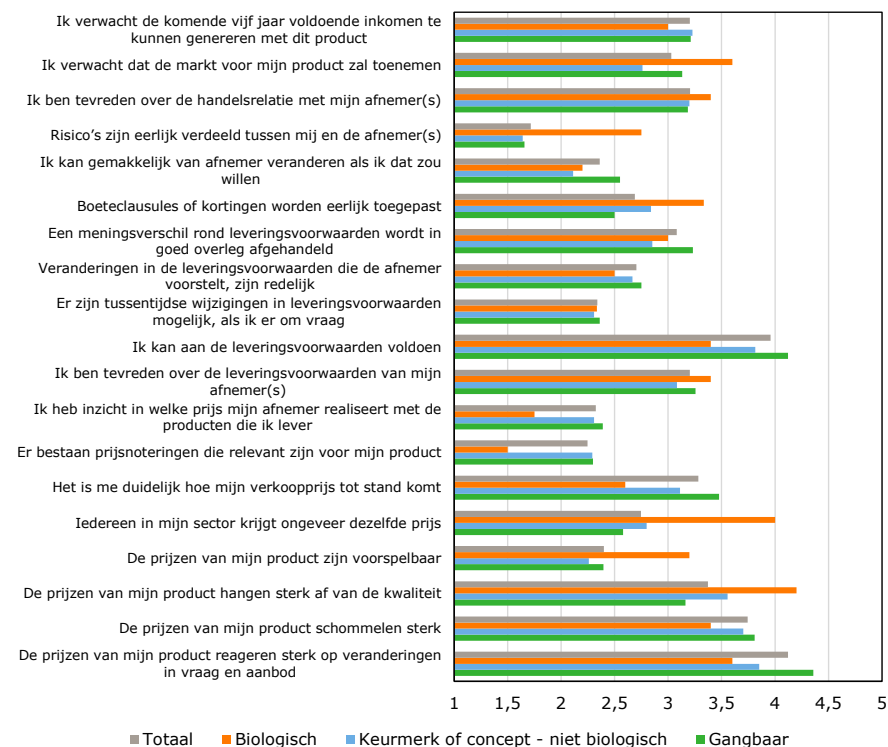 Ik verwacht de komende vijf jaar voldoende inkomen te
kunnen genereren met dit product
Ik verwacht dat de markt voor mijn product zal toenemen
Ik ben tevreden over de handelsrelatie met mijn afnemer(s)
Risico's zijn eerlijk verdeeld tussen mij en de afnemer(s)
Ik kan gemakkelijk van afnemer veranderen als ik dat zou
willen
Boeteclausules of kortingen worden eerlijk toegepast
Een meningsverschil rond leveringsvoorwaarden wordt in
goed overleg afgehandeld
Veranderingen in de leveringsvoorwaarden die de afnemer
voorstelt, zijn redelijk
Er zijn tussentijdse wijzigingen in leveringsvoorwaarden
mogelijk, als ik er om vraag
Ik kan aan de leveringsvoorwaarden voldoen
Ik ben tevreden over de leveringsvoorwaarden van mijn
afnemer(s)
Ik heb inzicht in welke prijs mijn afnemer realiseert met de
producten die ik lever
Er bestaan prijsnoteringen die relevant zijn voor mijn product
Het is me duidelijk hoe mijn verkoopprijs tot stand komt
Iedereen in mijn sector krijgt ongeveer dezelfde prijs
De prijzen van mijn product zijn voorspelbaar
De prijzen van mijn product hangen sterk af van de kwaliteit
De prijzen van mijn product schommelen sterk
De prijzen van mijn product reageren sterk op veranderingen
in vraag en aanbod
1 1,5 2 2,5 3 3,5 4 4,5 5
Totaal Biologisch Keurmerk of concept - niet biologisch Gangbaar